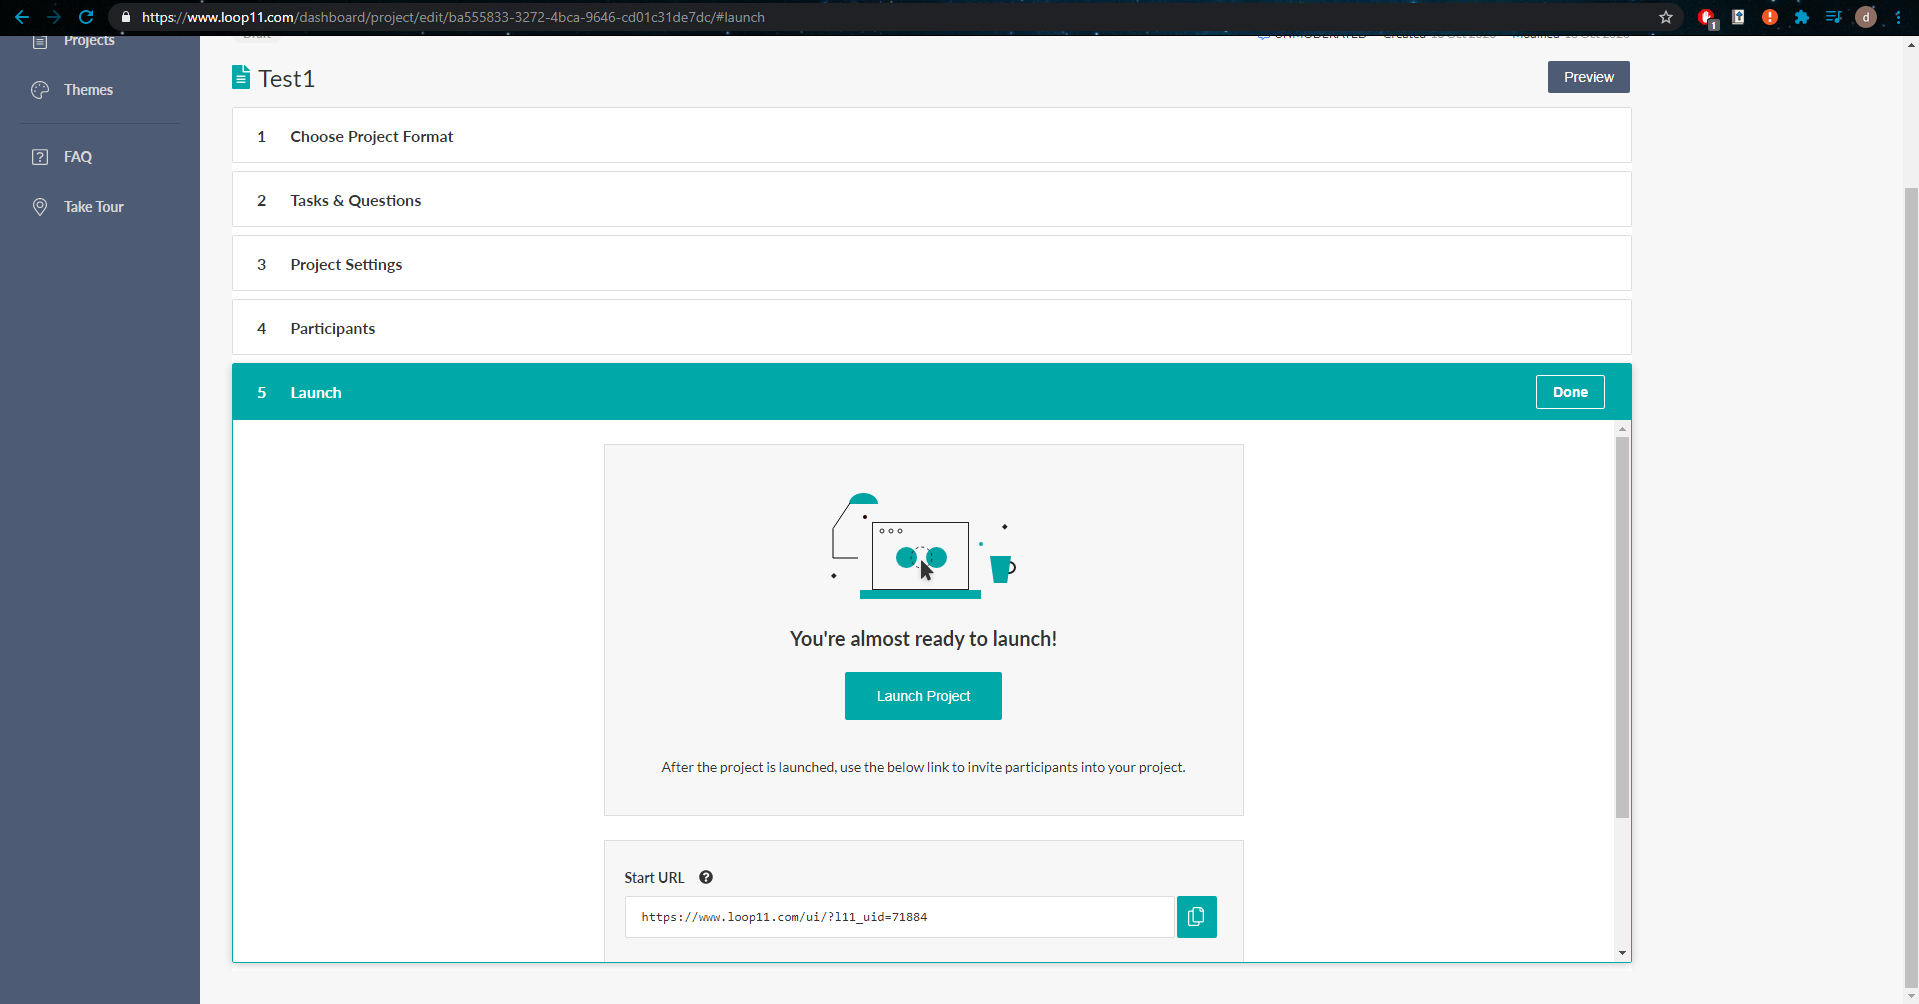 https://www.loop11.com/dashboard/project/edit/ba555833-3272-4bca-9646-cd01c31de7dc/#launch
1
d
Projects
Themes
FAQ
Take Tour
Test1
Preview
1 Choose Project Format
2 Tasks & Questions
3 Project Settings
4 Participants
5 Launch
Done
You're almost ready to launch!
Launch Project
After the project is launched, use the below link to invite participants into your project.
Start URL
https://www.loop11.com/ui/?l11_uid=71884